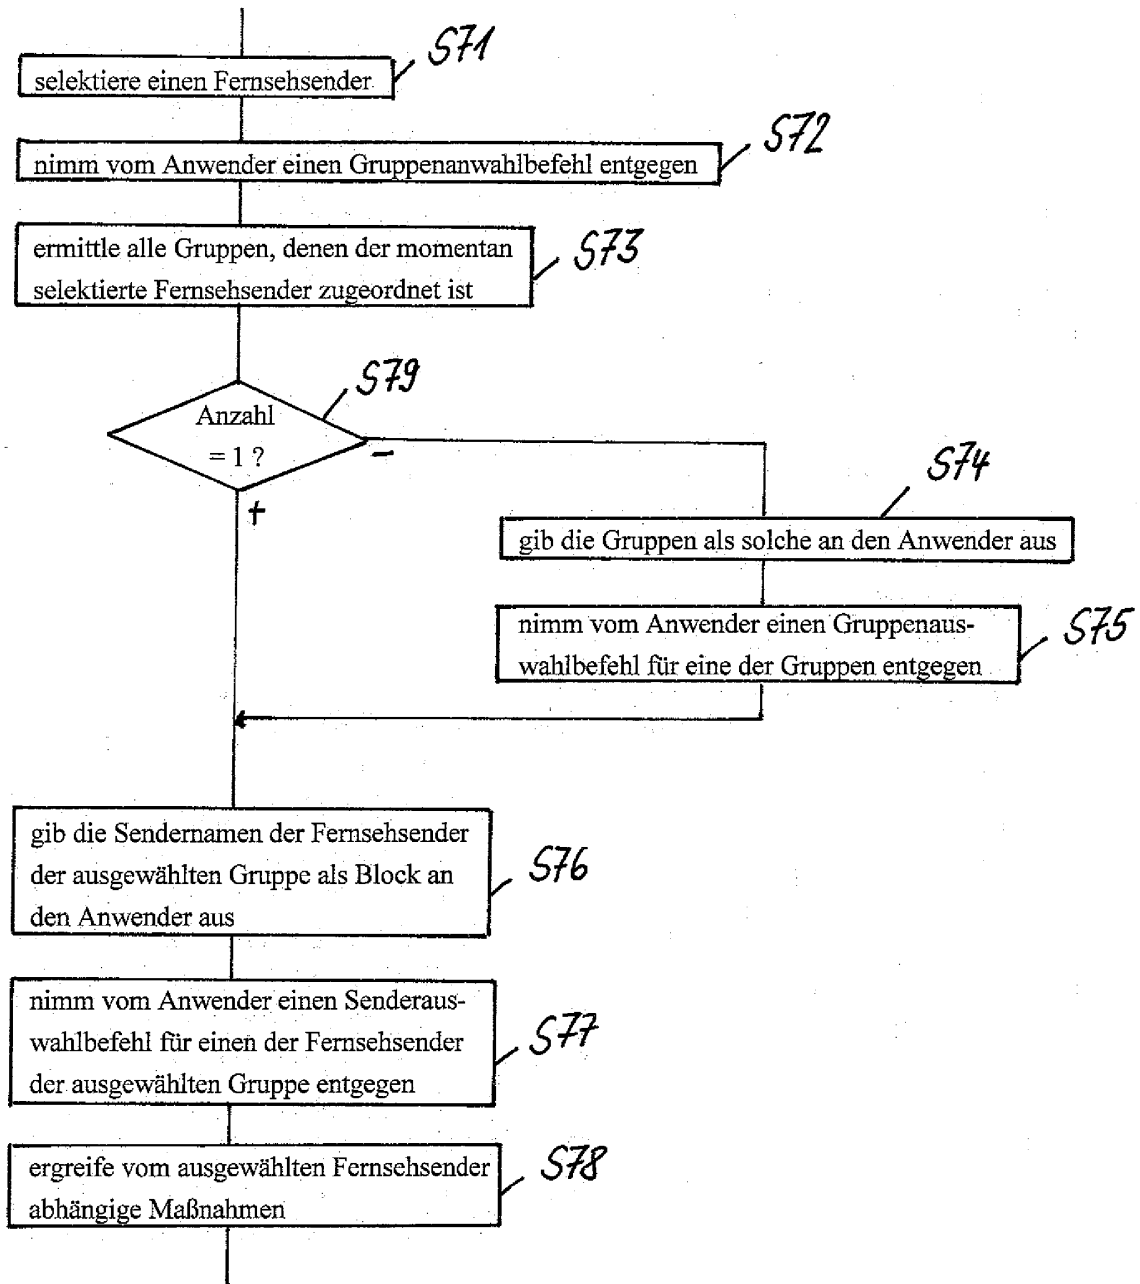 S71
selektiere einen Fernsehsender
S72
nimm vom Anwender einen Gruppenanwahlbefehl entgegen
S73
ermittle alle Gruppen, denen der momentan
selektierte Fernsehsender zugeordnet ist
S79
Anzahl
= 1 ?
−
+
S74
gib die Gruppen als solche an den Anwender aus
S75
nimm vom Anwender einen Gruppenaus-
wahlbefehl für eine der Gruppen entgegen
gib die Sendernamen der Fernsehsender
der ausgewählten Gruppe als Block an
den Anwender aus
S76
nimm vom Anwender einen Senderaus-
wahlbefehl für einen der Fernsehsender
der ausgewählten Gruppe entgegen
S77
ergreife vom ausgewählten Fernsehsender
abhängige Maßnahmen
S78